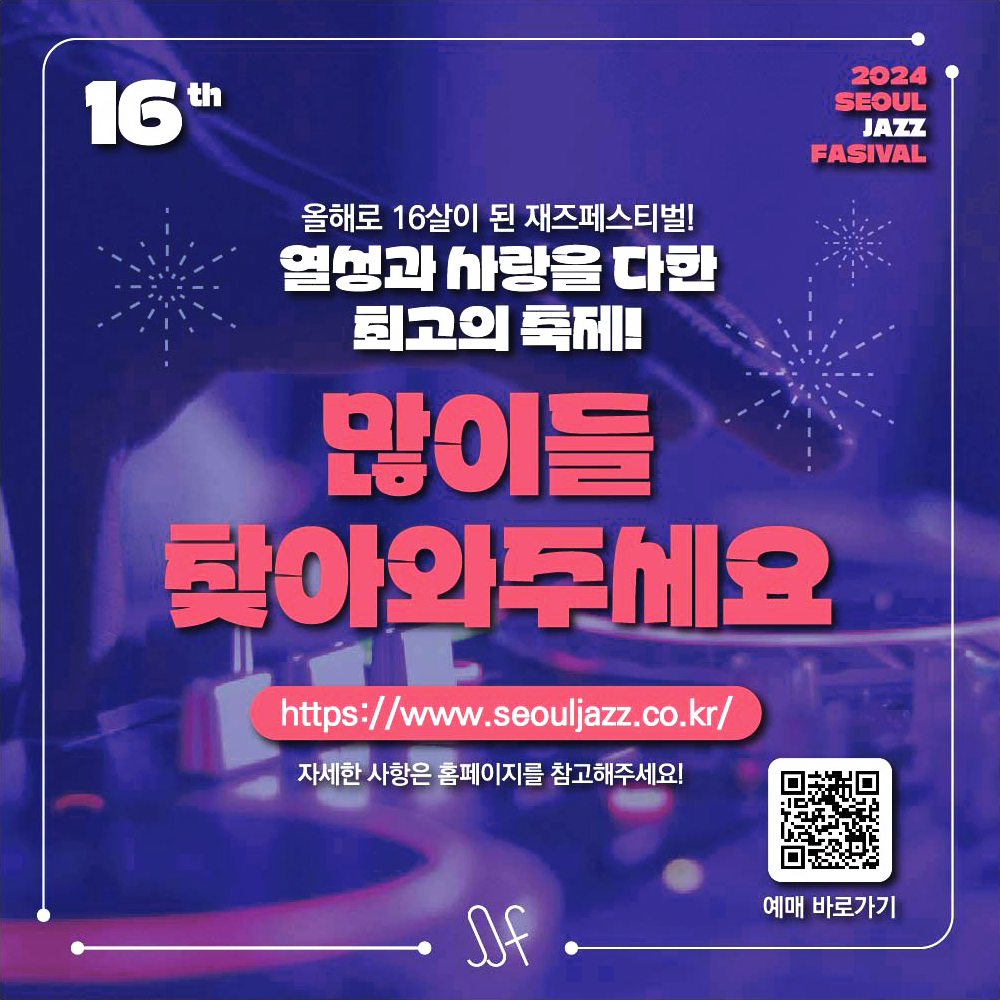 16th
2024
SEOUL
JAZZ
FASIVAL
올해로 16살이 된 재즈페스티벌!
열성과 사랑을 다한
최고의 축제!
많이들
찾아와주세요
https://www.seouljazz.co.kr/
자세한 사항은 홈페이지를 참고해주세요!
예매 바로가기
SJf